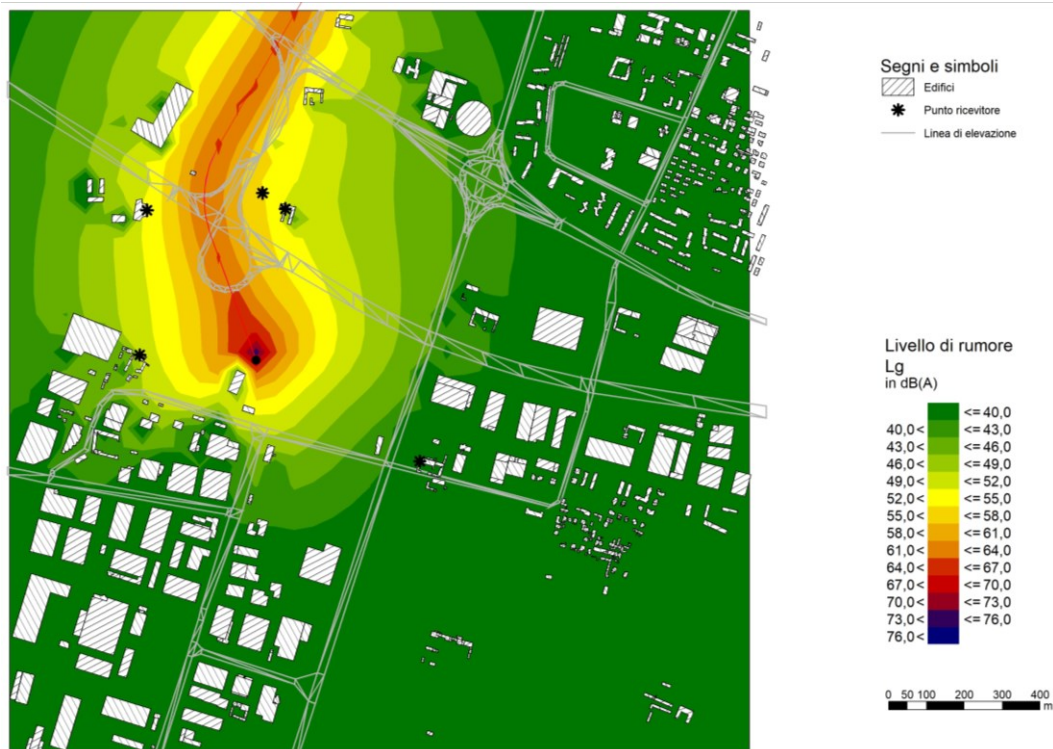 Segni e simboli
Edifici
Punto ricevitore
Linea di elevazione
Livello di rumore
Lg
in dB(A)
<= 40,0
40,0 < <= 43,0
43,0 < <= 46,0
46,0 < <= 49,0
49,0 < <= 52,0
52,0 < <= 55,0
55,0 < <= 58,0
58,0 < <= 61,0
61,0 < <= 64,0
64,0 < <= 67,0
67,0 < <= 70,0
70,0 < <= 73,0
73,0 < <= 76,0
76,0 <
0 50 100 200 300 400
m